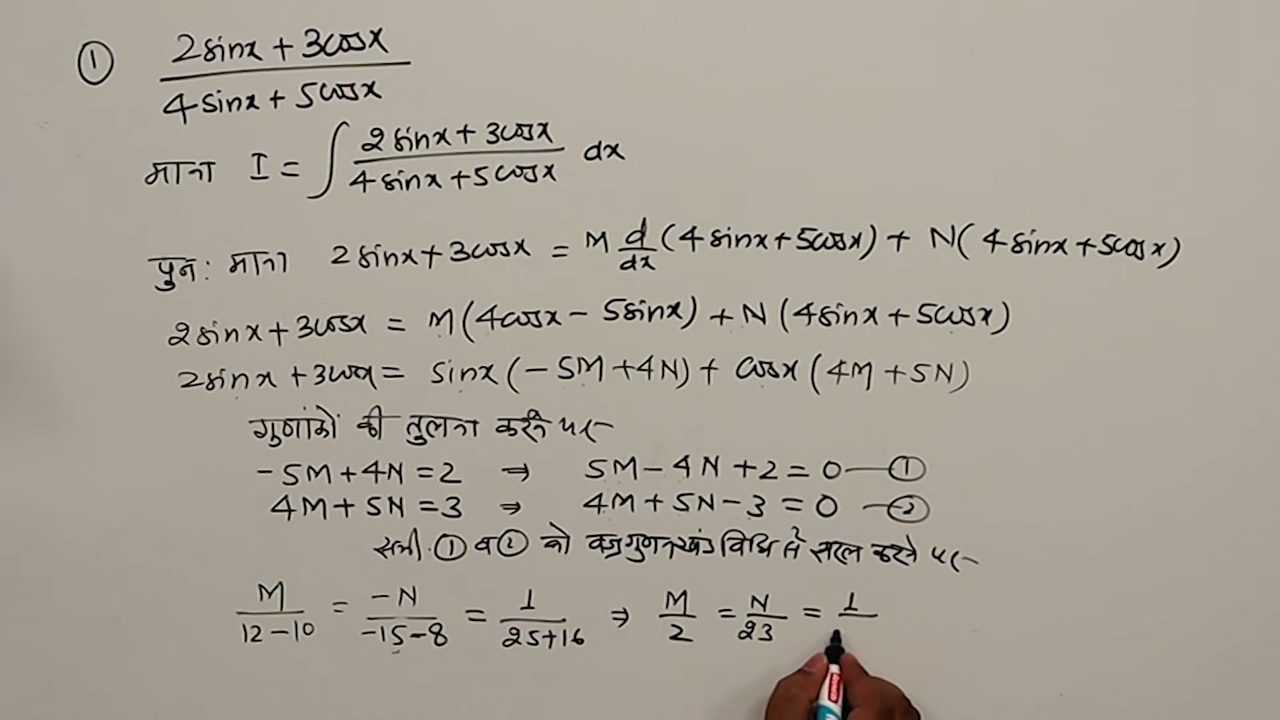 ① 2sinx + 3cosx / 4sinx + 5cosx
माना I = ∫ 2sinx + 3cosx / 4sinx + 5cosx dx
पुनः माना 2sinx + 3cosx = M d/dx (4sinx + 5cosx) + N(4sinx + 5cosx)
2sinx + 3cosx = M(4cosx - 5sinx) + N(4sinx + 5cosx)
2sinx + 3cosx = sinx(-5M + 4N) + cosx(4M + 5N)
गुणांकों की तुलना करने पर-
-5M + 4N = 2 ⇒ 5M - 4N + 2 = 0 —①
4M + 5N = 3 ⇒ 4M + 5N - 3 = 0 —②
समी. ① व ② को वज्रगुणनखंड विधि से सरल करने पर-
M / 12-10 = -N / -15-8 = 1 / 25+16 ⇒ M / 2 = N / 23 = 1 /